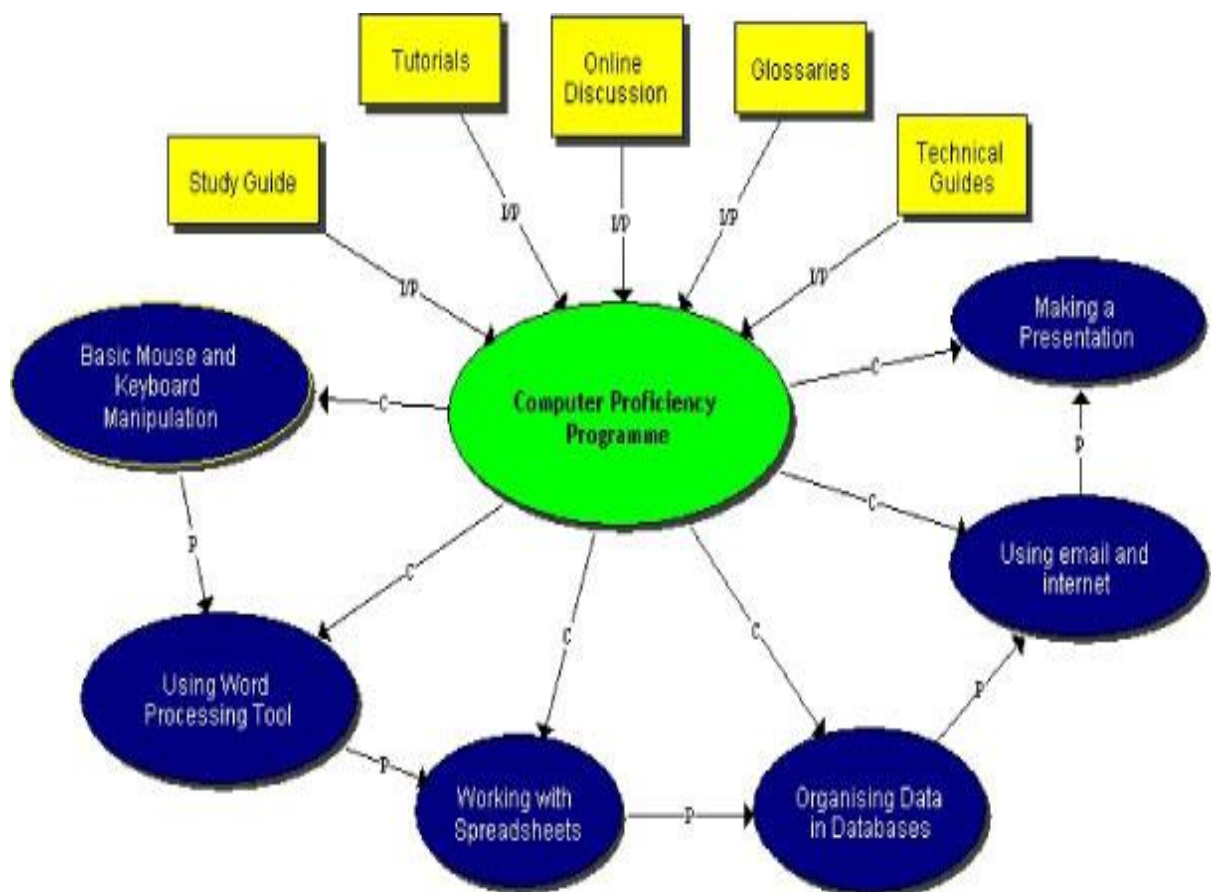 Tutorials
Online
Discussion
Glossaries
Study Guide
Technical
Guides
I/P
I/P
I/P
I/P
I/P
Making a
Presentation
Basic Mouse and
Keyboard
Manipulation
Computer Proficiency
Programme
C
C
P
C
P
C
C
C
Using email and
internet
Using Word
Processing Tool
P
P
P
Working with
Spreadsheets
Organising Data
in Databases